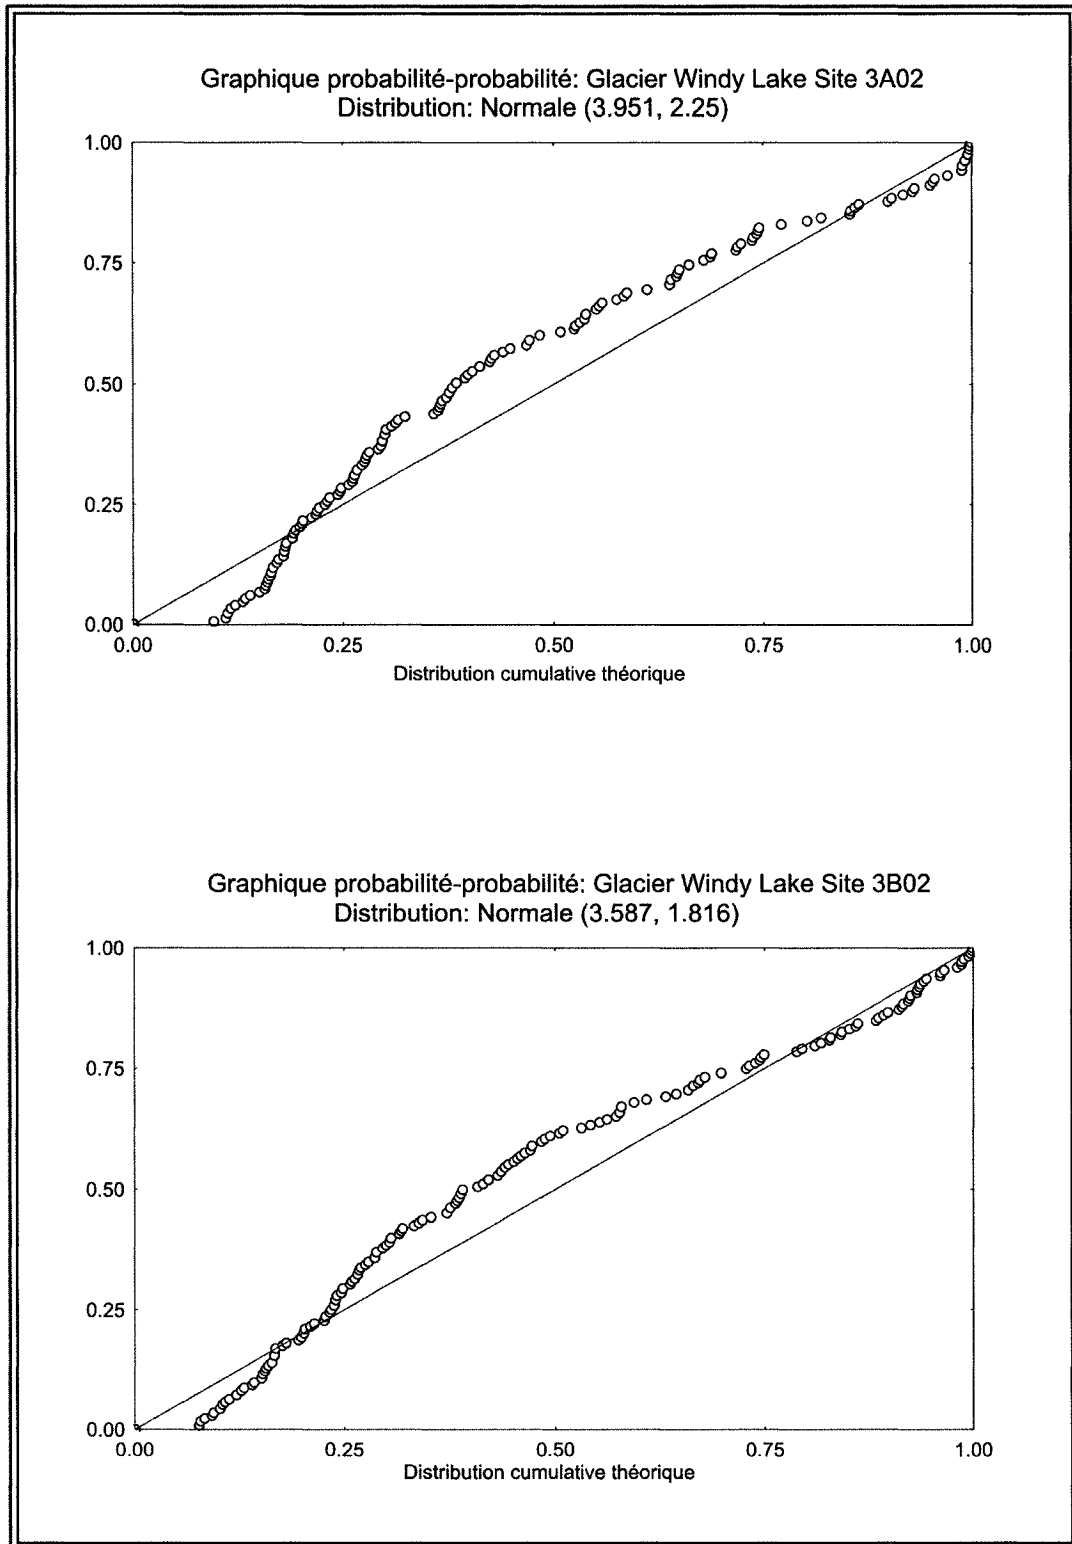 Graphique probabilité-probabilité: Glacier Windy Lake Site 3A02
Distribution: Normale (3.951, 2.25)
1.00
0.75
0.50
0.25
0.00
0.00 0.25 0.50 0.75 1.00
Distribution cumulative théorique
Graphique probabilité-probabilité: Glacier Windy Lake Site 3B02
Distribution: Normale (3.587, 1.816)
1.00
0.75
0.50
0.25
0.00
0.00 0.25 0.50 0.75 1.00
Distribution cumulative théorique